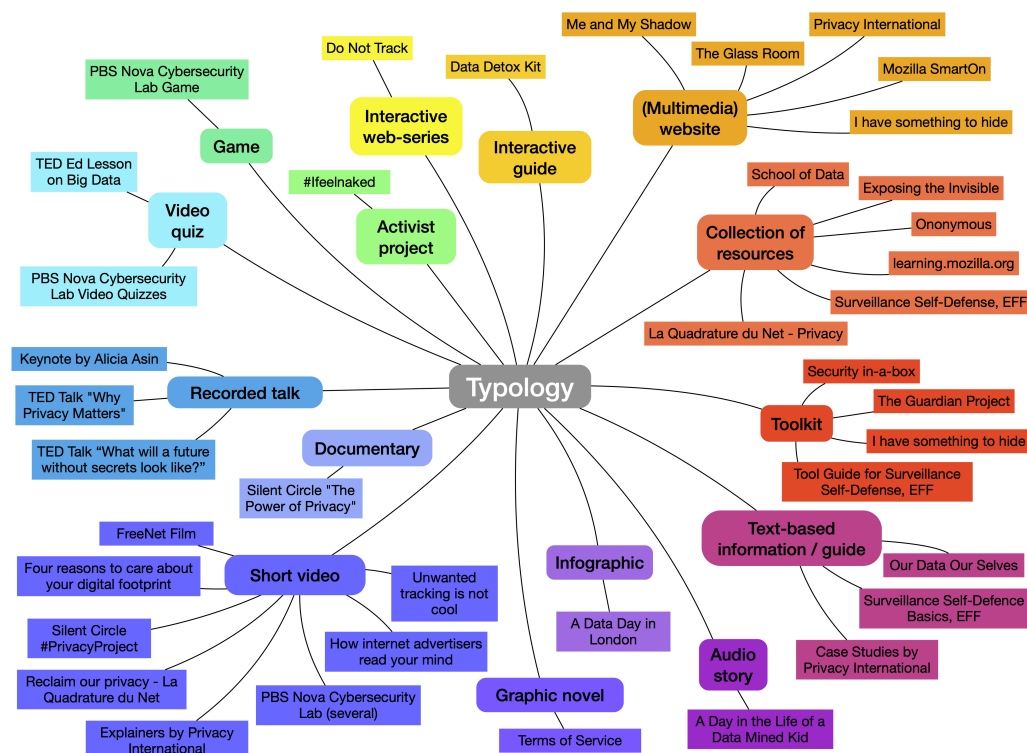 Me and My Shadow
Privacy International
The Glass Room
Mozilla SmartOn
I have something to hide
(Multimedia)
website
Do Not Track
Interactive
web-series
Data Detox Kit
Interactive
guide
PBS Nova Cybersecurity
Lab Game
Game
TED Ed Lesson
on Big Data
Video
quiz
PBS Nova Cybersecurity
Lab Video Quizzes
#Ifeelnaked
Activist
project
School of Data
Exposing the Invisible
Ononymous
learning.mozilla.org
Surveillance Self-Defense, EFF
La Quadrature du Net - Privacy
Collection of
resources
Typology
Keynote by Alicia Asin
TED Talk "Why
Privacy Matters"
TED Talk “What will a future
without secrets look like?”
Recorded talk
Documentary
Silent Circle "The
Power of Privacy"
Security in-a-box
The Guardian Project
I have something to hide
Tool Guide for Surveillance
Self-Defense, EFF
Toolkit
Text-based
information / guide
Our Data Our Selves
Surveillance Self-Defence
Basics, EFF
Case Studies by
Privacy International
FreeNet Film
Four reasons to care about
your digital footprint
Short video
Unwanted
tracking is not
cool
Silent Circle
#PrivacyProject
How internet advertisers
read your mind
Reclaim our privacy - La
Quadrature du Net
PBS Nova Cybersecurity
Lab (several)
Explainers by Privacy
International
Infographic
A Data Day in
London
Graphic novel
Terms of Service
Audio
story
A Day in the Life of a
Data Mined Kid